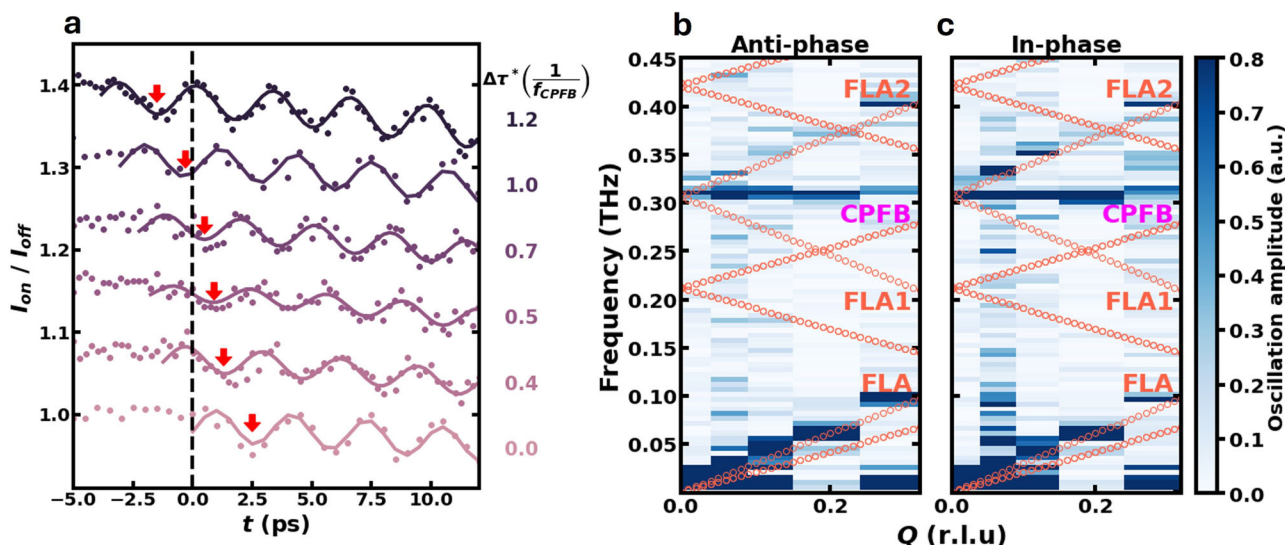 a
b
c
Anti-phase
In-phase
1.4
1.3
1.2
1.1
1.0
I_on / I_off
-5.0 -2.5 0.0 2.5 5.0 7.5 10.0
t (ps)
Δτ*(1/f_CPFB)
1.2
1.0
0.7
0.5
0.4
0.0
Frequency (THz)
0.45
0.40
0.35
0.30
0.25
0.20
0.15
0.10
0.05
FLA2
CPFB
FLA1
FLA
FLA2
CPFB
FLA1
FLA
0.0 0.2
0.0 0.2
Q (r.l.u)
0.8
0.7
0.6
0.5
0.4
0.3
0.2
0.1
0.0
Oscillation amplitude (a.u.)